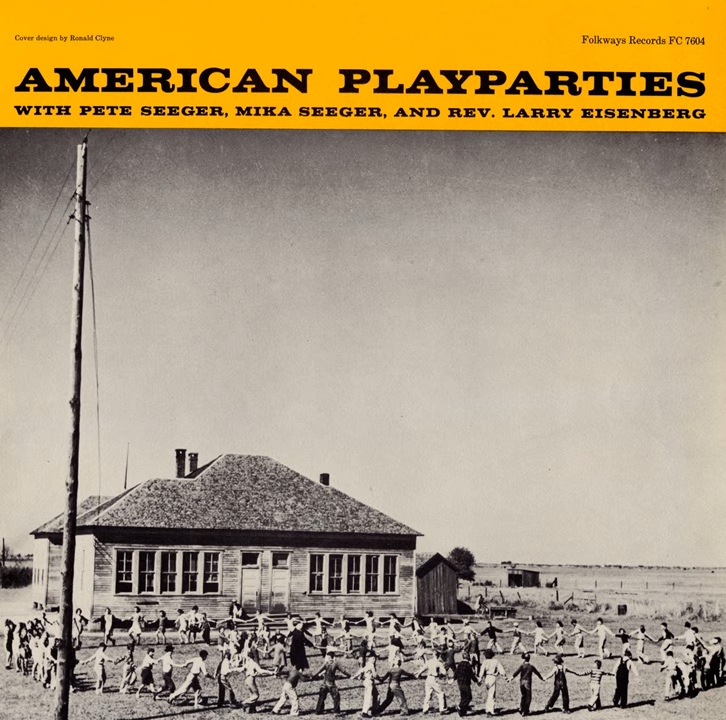 Cover design by Ronald Clyne
Folkways Records FC 7604
AMERICAN PLAYPARTIES
WITH PETE SEEGER, MIKA SEEGER, AND REV. LARRY EISENBERG